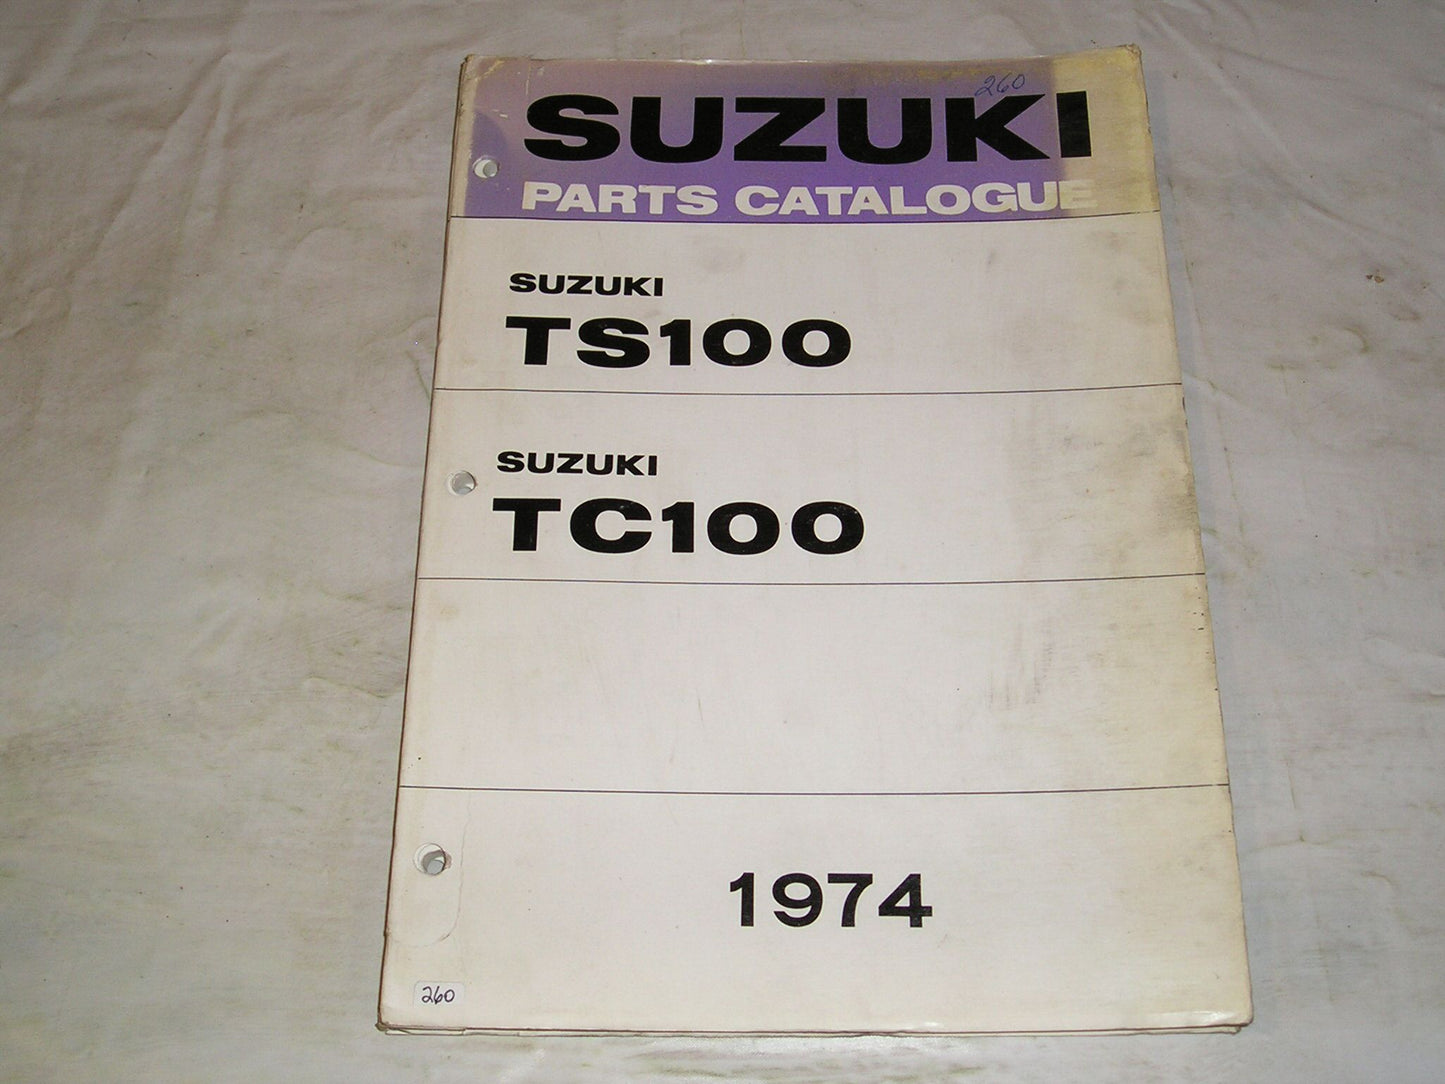 260
SUZUKI
PARTS CATALOGUE
SUZUKI
TS100
SUZUKI
TC100
1974
260